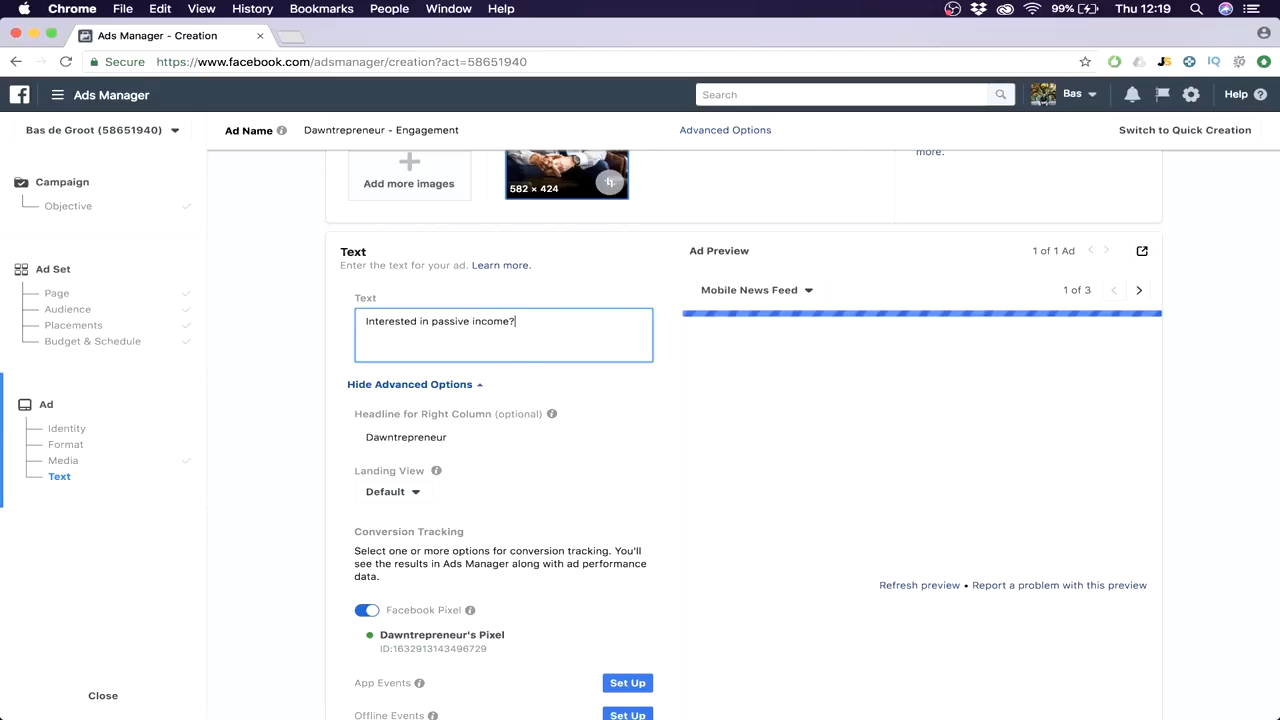 Chrome File Edit View History Bookmarks People Window Help 99% Thu 12:19
Ads Manager - Creation
Secure https://www.facebook.com/adsmanager/creation?act=58651940 JS IQ
Ads Manager Search Bas Help
Bas de Groot (58651940) Ad Name Dawntrepreneur - Engagement Advanced Options Switch to Quick Creation
more.
Campaign
Objective
Add more images
582 × 424
Ad Set
Page
Audience
Placements
Budget & Schedule
Ad
Identity
Format
Media
Text
Close
Text
Enter the text for your ad. Learn more.
Text
Interested in passive income?
Hide Advanced Options
Headline for Right Column (optional)
Dawntrepreneur
Landing View
Default
Conversion Tracking
Select one or more options for conversion tracking. You'll
see the results in Ads Manager along with ad performance
data.
Facebook Pixel
Dawntrepreneur's Pixel
ID:1632913143496729
App Events Set Up
Offline Events Set Up
Ad Preview 1 of 1 Ad
Mobile News Feed 1 of 3
Refresh preview • Report a problem with this preview